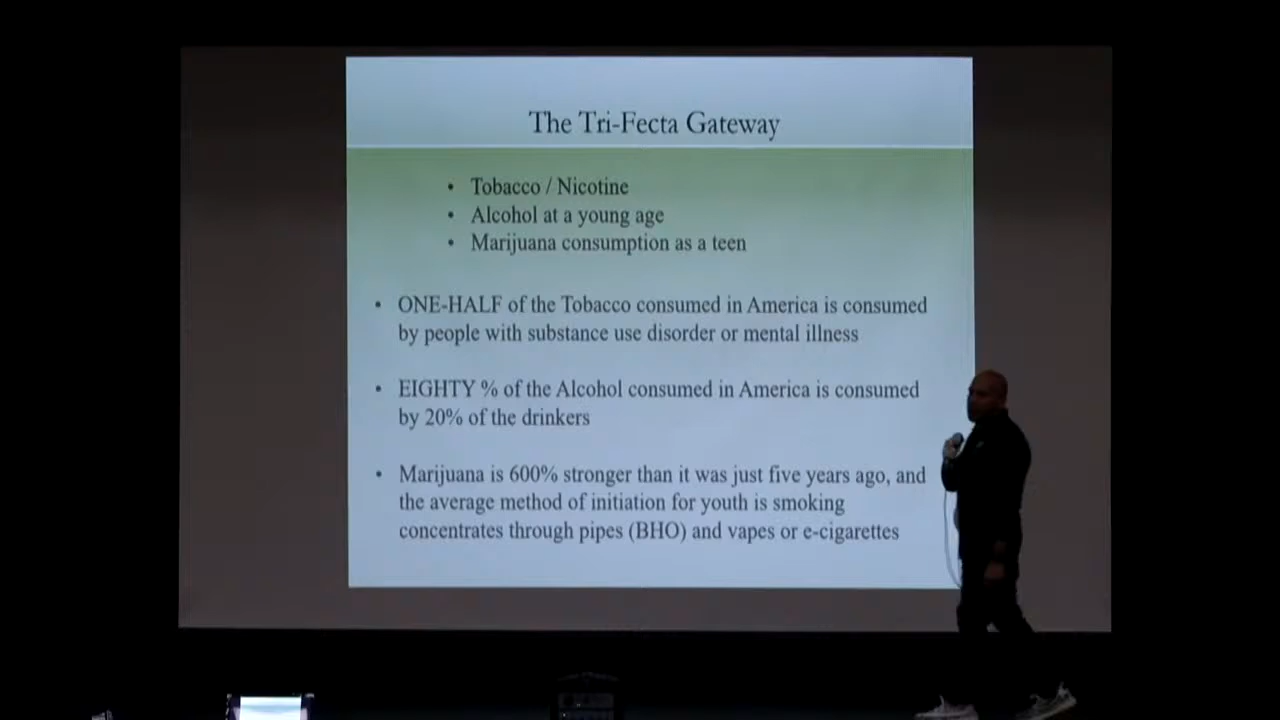 The Tri-Fecta Gateway
• Tobacco / Nicotine
• Alcohol at a young age
• Marijuana consumption as a teen
• ONE-HALF of the Tobacco consumed in America is consumed
by people with substance use disorder or mental illness
• EIGHTY % of the Alcohol consumed in America is consumed
by 20% of the drinkers
• Marijuana is 600% stronger than it was just five years ago, and
the average method of initiation for youth is smoking
concentrates through pipes (BHO) and vapes or e-cigarettes